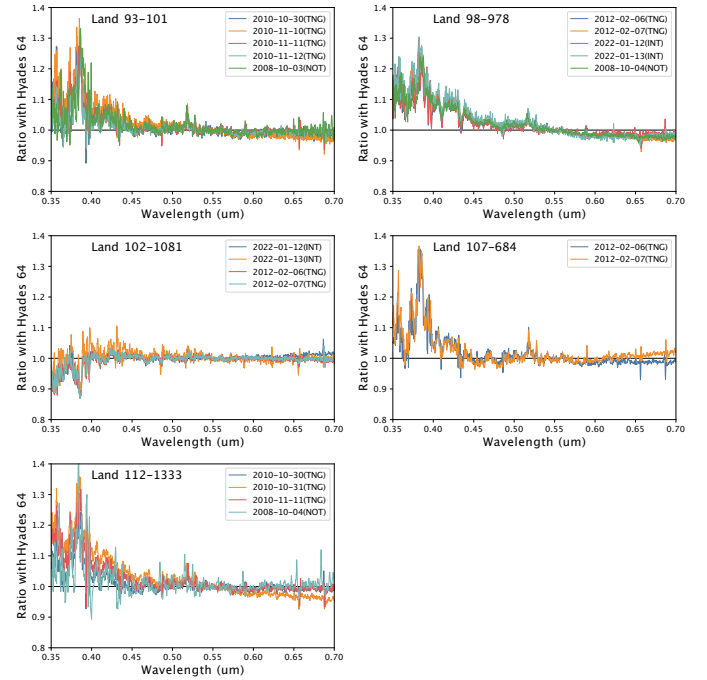 Land 93-101
2010-10-30(TNG)
2010-11-10(TNG)
2010-11-11(TNG)
2010-11-12(TNG)
2008-10-03(NOT)
Ratio with Hyades 64
1.4
1.3
1.2
1.1
1.0
0.9
0.8
0.35 0.40 0.45 0.50 0.55 0.60 0.65 0.70
Wavelength (um)
Land 98-978
2012-02-06(TNG)
2012-02-07(TNG)
2022-01-12(INT)
2022-01-13(INT)
2008-10-04(NOT)
Ratio with Hyades 64
1.4
1.3
1.2
1.1
1.0
0.9
0.8
0.35 0.40 0.45 0.50 0.55 0.60 0.65 0.70
Wavelength (um)
Land 102-1081
2022-01-12(INT)
2022-01-13(INT)
2012-02-06(TNG)
2012-02-07(TNG)
Ratio with Hyades 64
1.4
1.3
1.2
1.1
1.0
0.9
0.8
0.35 0.40 0.45 0.50 0.55 0.60 0.65 0.70
Wavelength (um)
Land 107-684
2012-02-06(TNG)
2012-02-07(TNG)
Ratio with Hyades 64
1.4
1.3
1.2
1.1
1.0
0.9
0.8
0.35 0.40 0.45 0.50 0.55 0.60 0.65 0.70
Wavelength (um)
Land 112-1333
2010-10-30(TNG)
2010-10-31(TNG)
2010-11-11(TNG)
2008-10-04(NOT)
Ratio with Hyades 64
1.4
1.3
1.2
1.1
1.0
0.9
0.8
0.35 0.40 0.45 0.50 0.55 0.60 0.65 0.70
Wavelength (um)